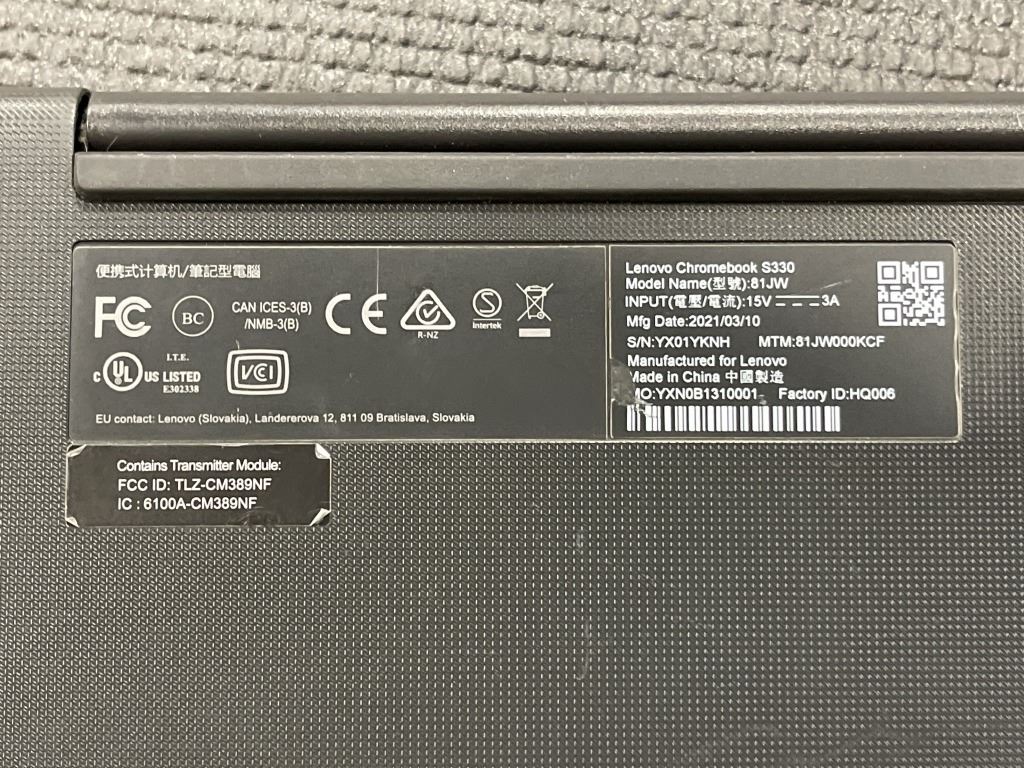 便携式计算机/筆記型電腦
FC
BC
CAN ICES-3(B)
/NMB-3(B)
CE
R-NZ
S
Intertek
c UL US LISTED
I.T.E.
E302338
VCI
EU contact: Lenovo (Slovakia), Landererova 12, 811 09 Bratislava, Slovakia
Lenovo Chromebook S330
Model Name(型號):81JW
INPUT(電壓/電流):15V 3A
Mfg Date:2021/03/10
S/N:YX01YKNH MTM:81JW000KCF
Manufactured for Lenovo
Made in China 中國製造
MO:YXN0B1310001 Factory ID:HQ006
Contains Transmitter Module:
FCC ID: TLZ-CM389NF
IC : 6100A-CM389NF